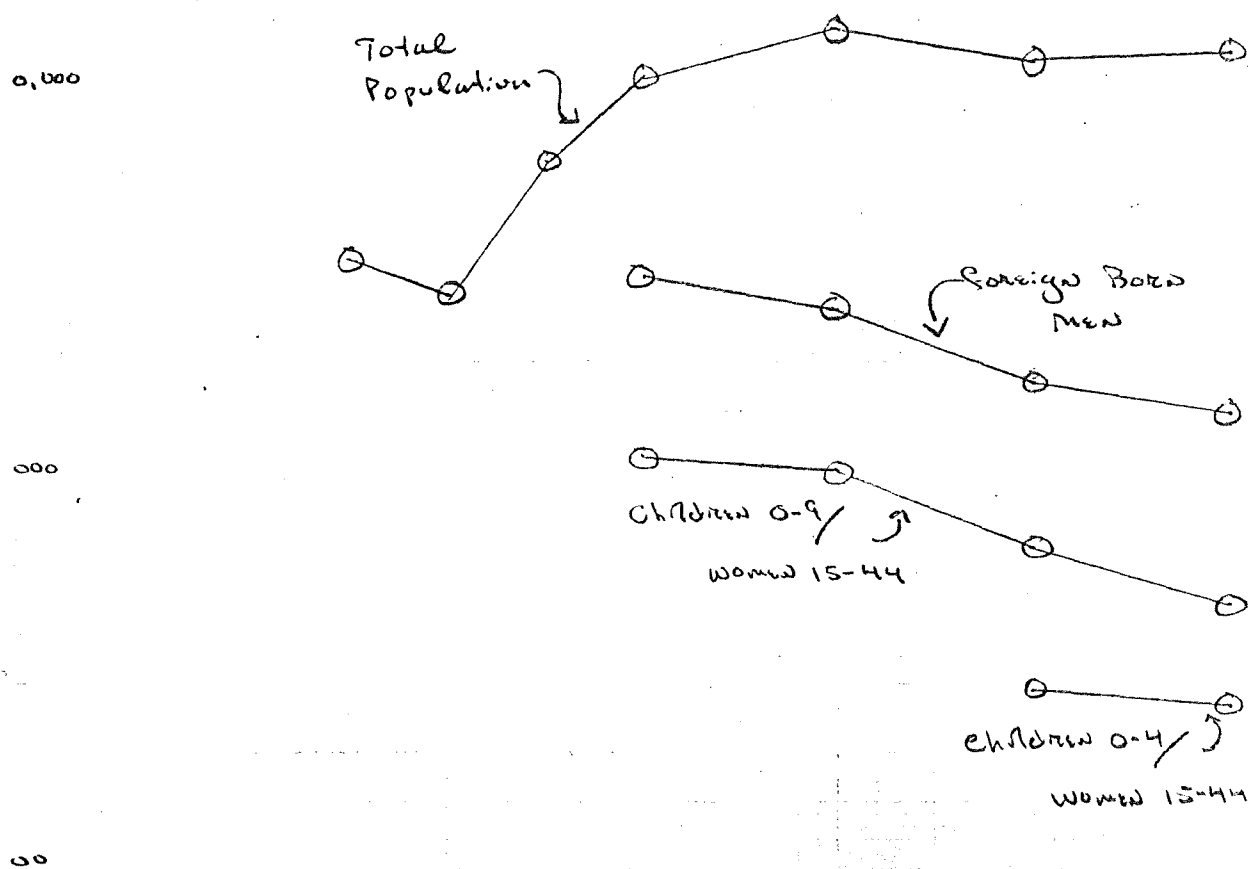 Total
Population
0,000
Foreign Born
Men
000
Children 0-9/
Women 15-44
Children 0-4/
Women 15-44
00